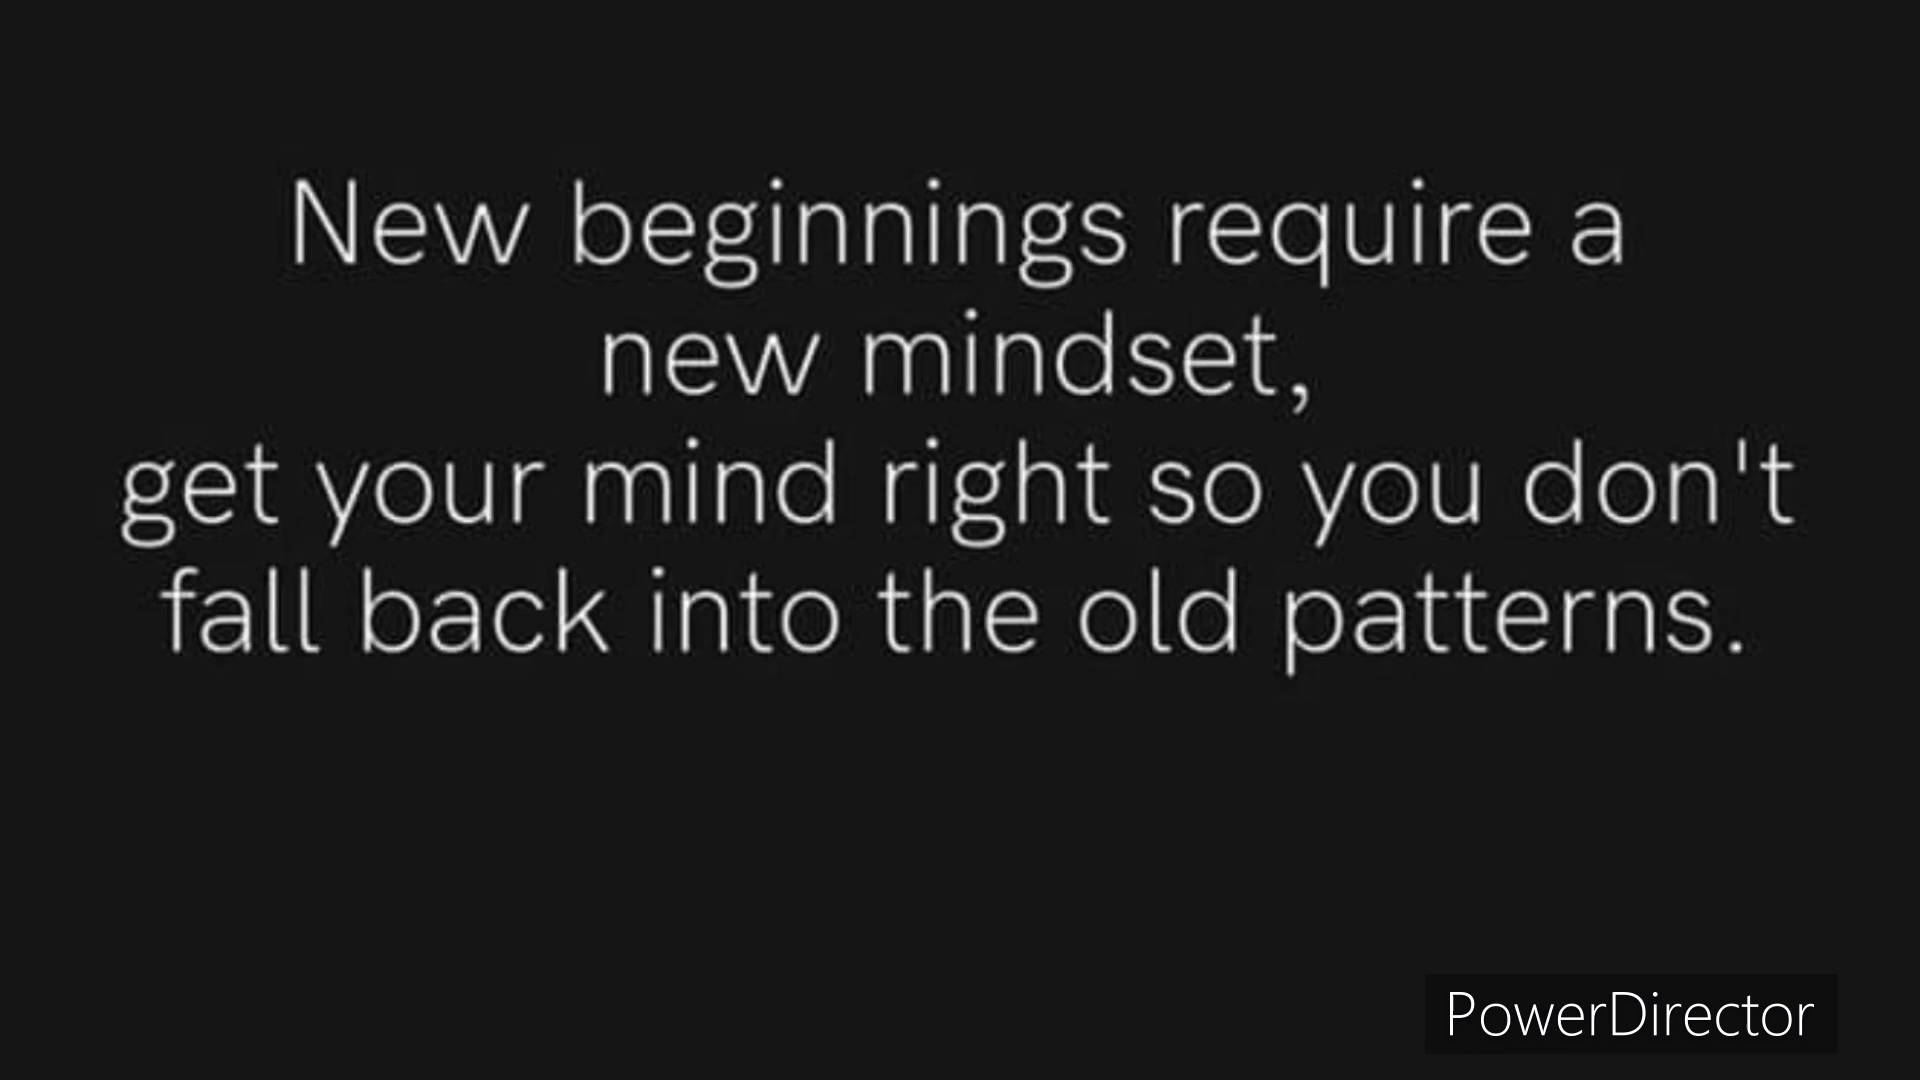 New beginnings require a
new mindset,
get your mind right so you don't
fall back into the old patterns.
PowerDirector